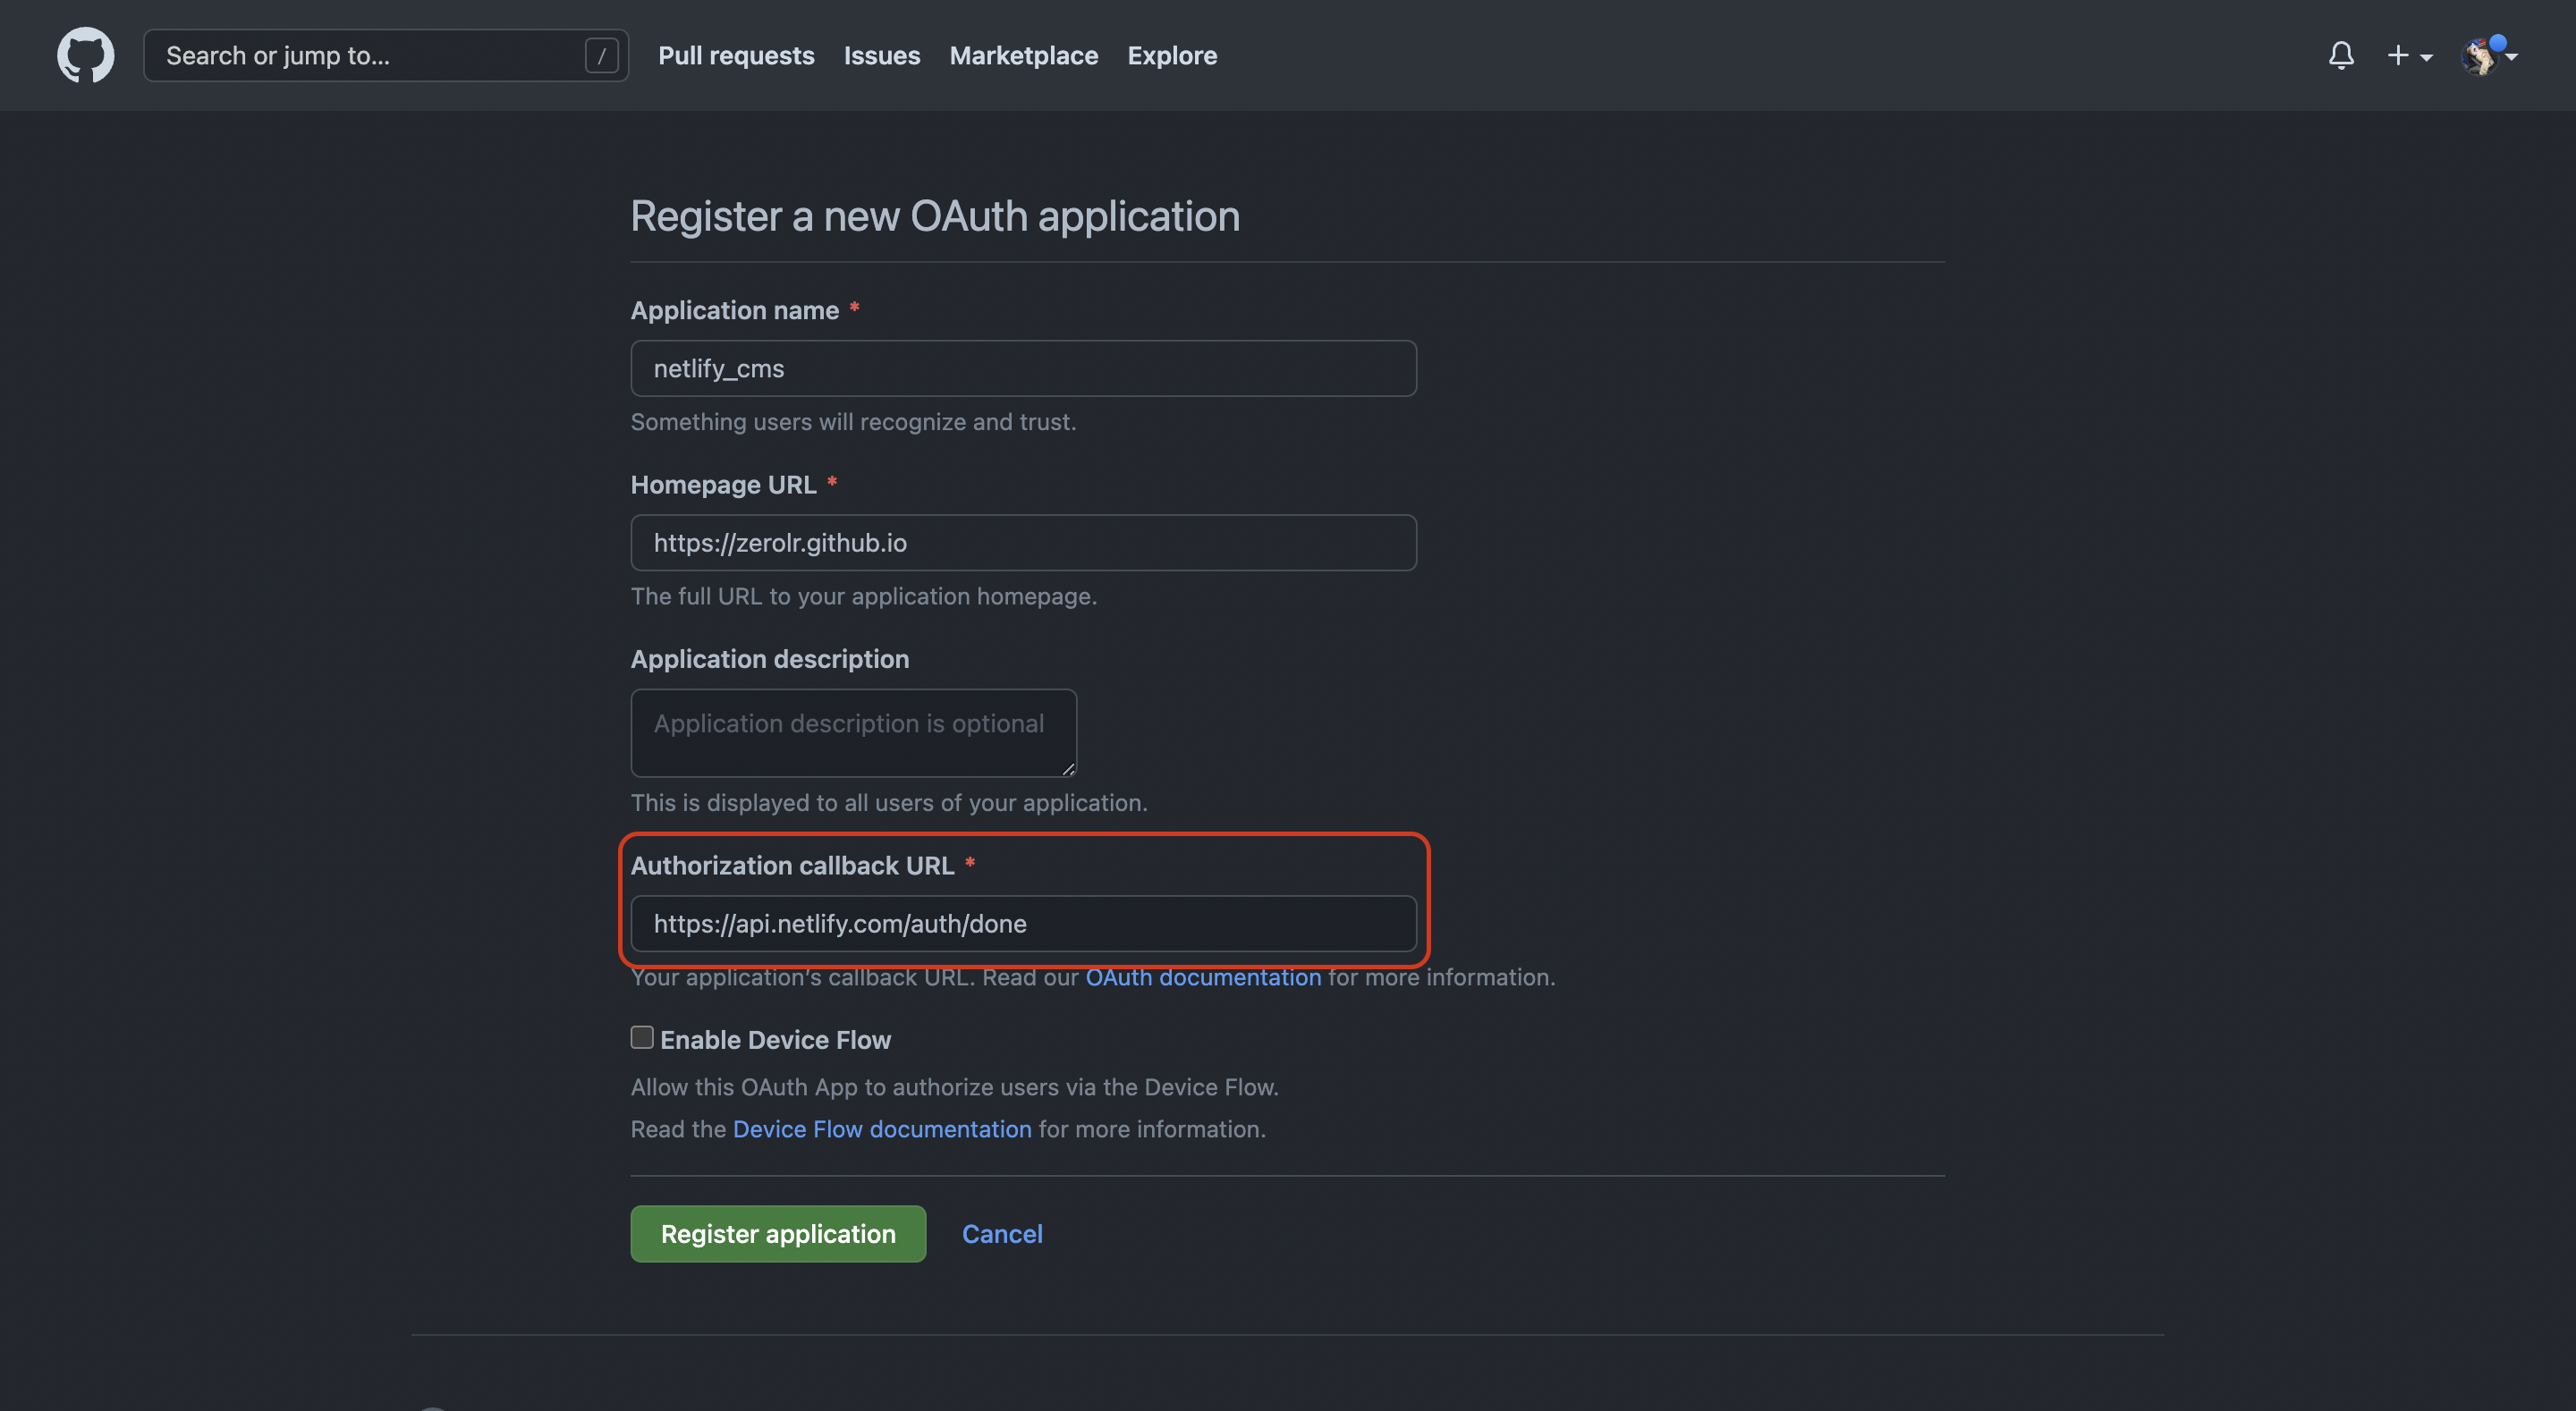 Search or jump to... /
Pull requests Issues Marketplace Explore
Register a new OAuth application
Application name *
netlify_cms
Something users will recognize and trust.
Homepage URL *
https://zerolr.github.io
The full URL to your application homepage.
Application description
Application description is optional
This is displayed to all users of your application.
Authorization callback URL *
https://api.netlify.com/auth/done
Your application’s callback URL. Read our OAuth documentation for more information.
Enable Device Flow
Allow this OAuth App to authorize users via the Device Flow.
Read the Device Flow documentation for more information.
Register application Cancel